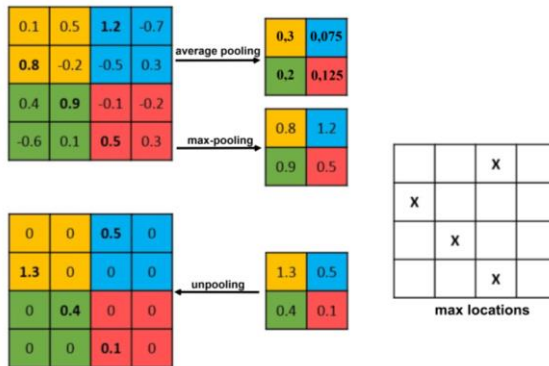 0.1 0.5 1.2 -0.7
0.8 -0.2 -0.5 0.3
0.4 0.9 -0.1 -0.2
-0.6 0.1 0.5 0.3
average pooling
0,3 0,075
0,2 0,125
max-pooling
0.8 1.2
0.9 0.5
X
X
X
X
max locations
0 0 0.5 0
1.3 0 0 0
0 0.4 0 0
0 0 0.1 0
unpooling
1.3 0.5
0.4 0.1